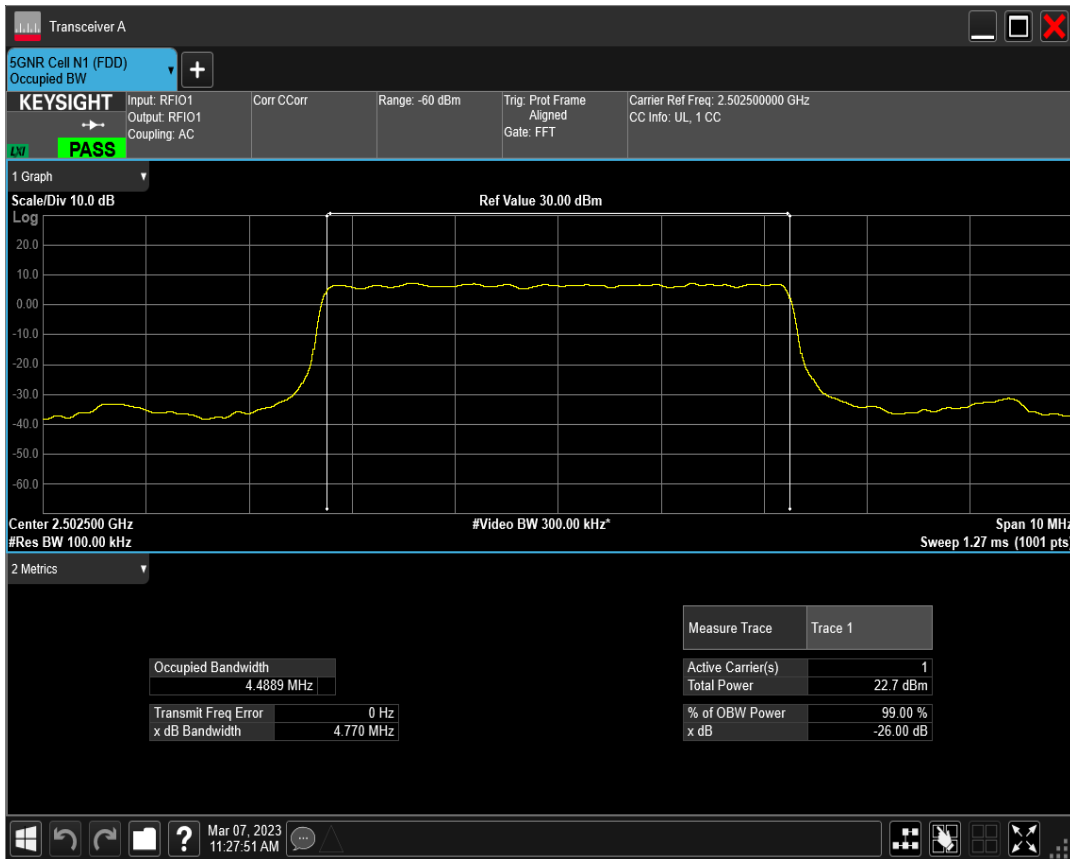 Transceiver A
5GNR Cell N1 (FDD)
Occupied BW
+
KEYSIGHT
LXI
PASS
Input: RFIO1
Output: RFIO1
Coupling: AC
Corr CCorr
Range: -60 dBm
Trig: Prot Frame
Aligned
Gate: FFT
Carrier Ref Freq: 2.502500000 GHz
CC Info: UL, 1 CC
1 Graph
Scale/Div 10.0 dB
Ref Value 30.00 dBm
Log
20.0
10.0
0.00
-10.0
-20.0
-30.0
-40.0
-50.0
-60.0
Center 2.502500 GHz
#Video BW 300.00 kHz*
Span 10 MHz
#Res BW 100.00 kHz
Sweep 1.27 ms (1001 pts)
2 Metrics
Measure Trace Trace 1
Occupied Bandwidth
4.4889 MHz
Active Carrier(s) 1
Total Power 22.7 dBm
Transmit Freq Error 0 Hz
x dB Bandwidth 4.770 MHz
% of OBW Power 99.00 %
x dB -26.00 dB
?
Mar 07, 2023
11:27:51 AM